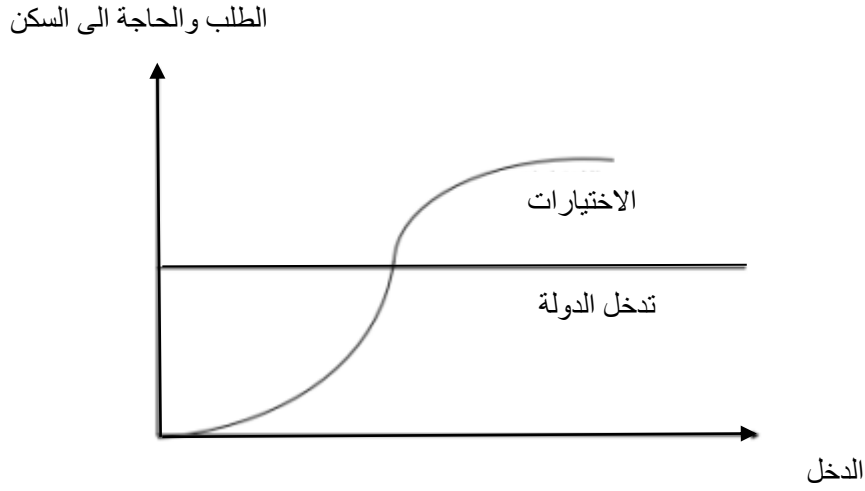 الطلب والحاجة الى السكن
الاختيارات
تدخل الدولة
الدخل